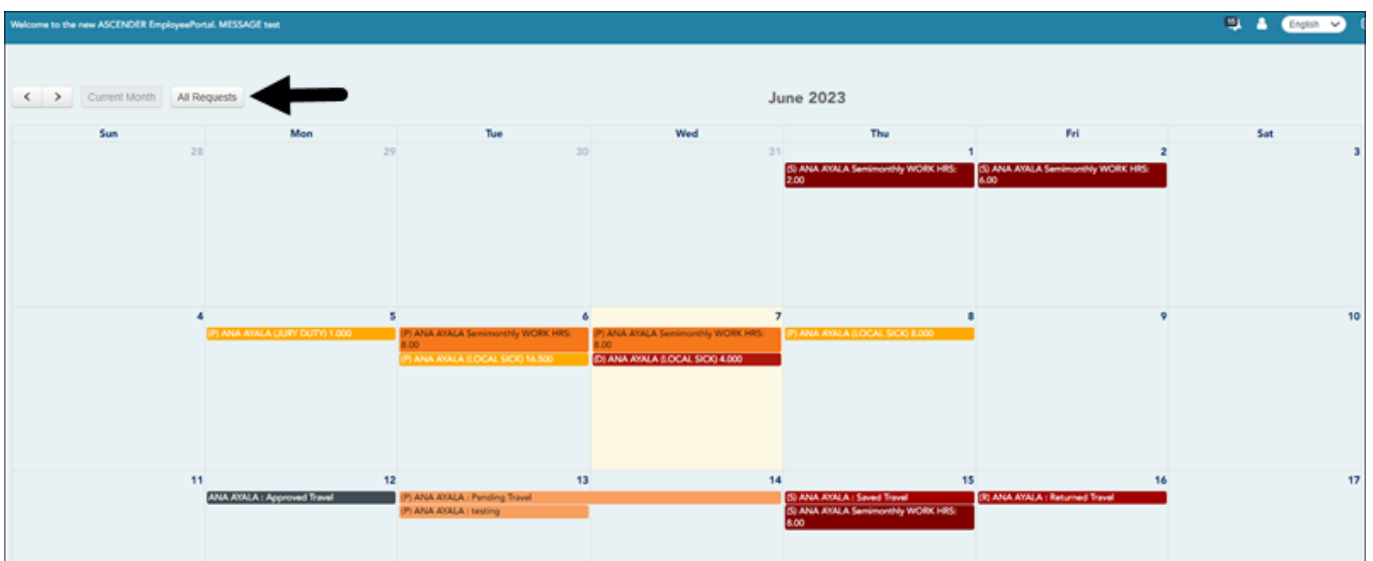 Welcome to the new ASCENDER EmployeePortal. MESSAGE test
English
< > Current Month All Requests
June 2023
Sun Mon Tue Wed Thu Fri Sat
28 29 30 31 1 2 3
(S) ANA AYALA Semimonthly WORK HRS: (S) ANA AYALA Semimonthly WORK HRS:
2.00 6.00
4 5 6 7 8 9 10
(P) ANA AYALA (JURY DUTY) 1.000 (P) ANA AYALA Semimonthly WORK HRS: (P) ANA AYALA Semimonthly WORK HRS: (P) ANA AYALA (LOCAL SICK) 8.000
8.00 8.00
(P) ANA AYALA (LOCAL SICK) 16.500 (D) ANA AYALA (LOCAL SICK) 4.000
11 12 13 14 15 16 17
ANA AYALA : Approved Travel (P) ANA AYALA : Pending Travel (S) ANA AYALA : Saved Travel (R) ANA AYALA : Returned Travel
(P) ANA AYALA : testing (S) ANA AYALA Semimonthly WORK HRS:
8.00